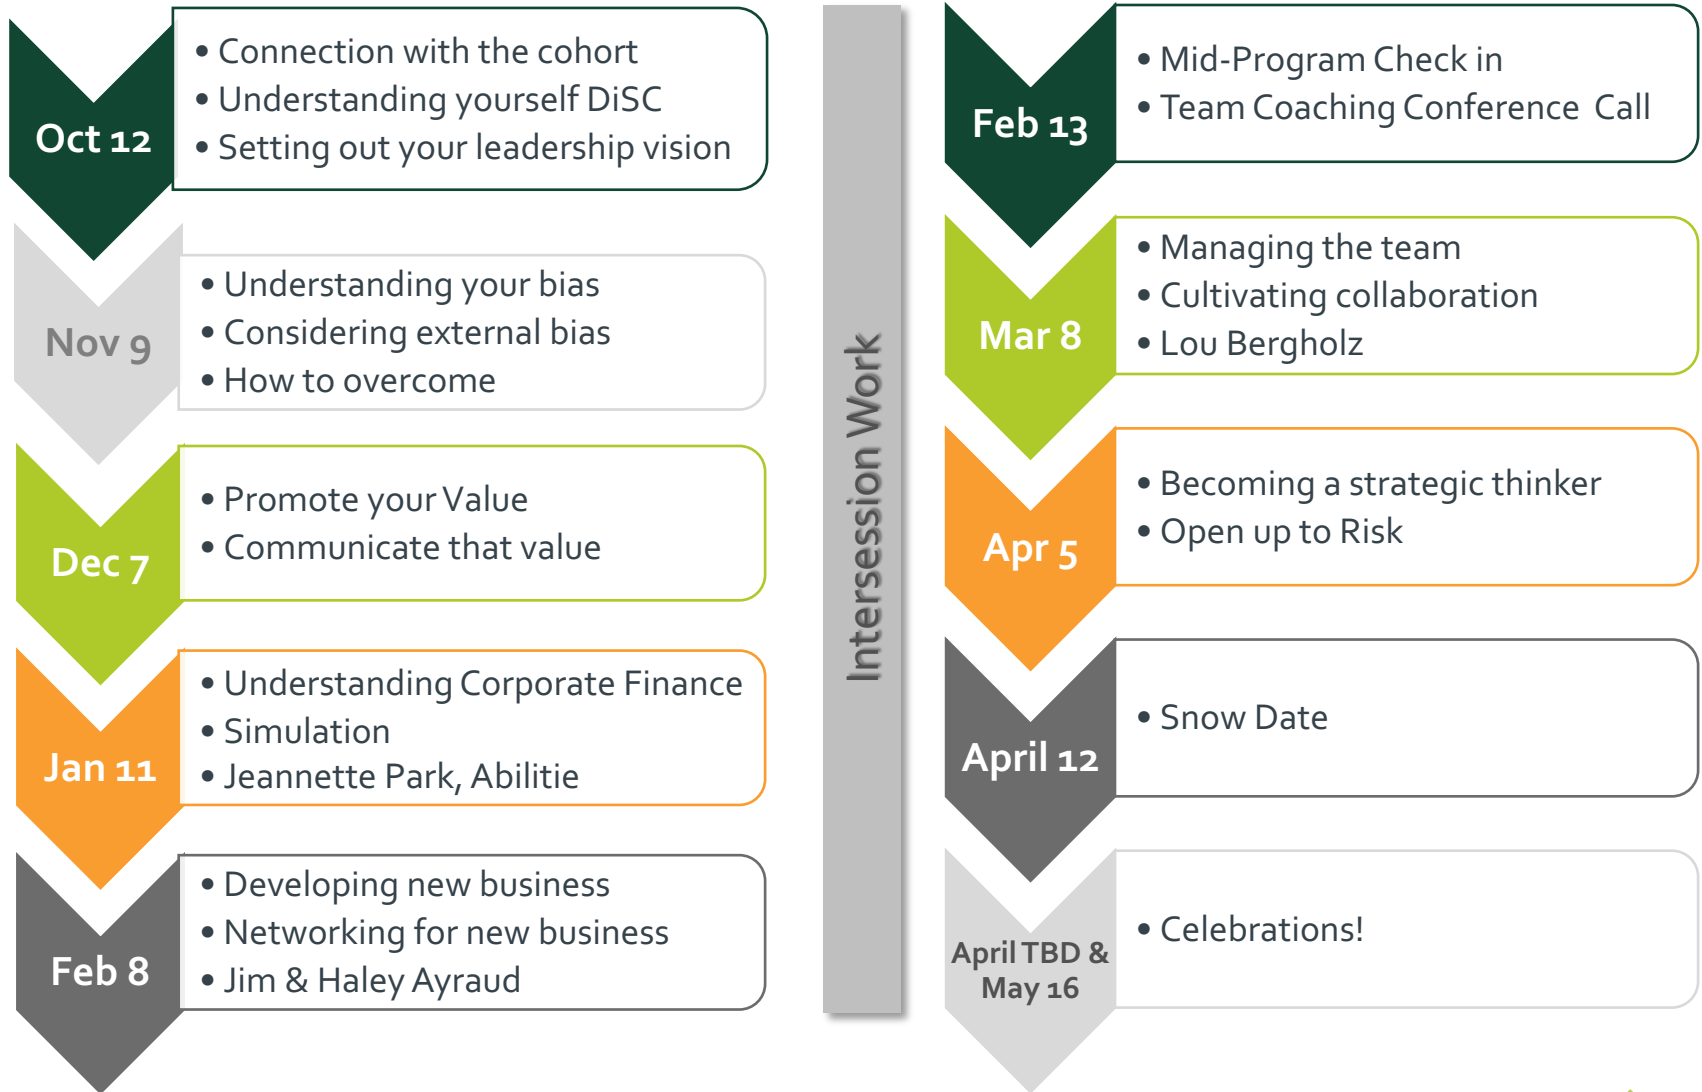 Oct 12
• Connection with the cohort
• Understanding yourself DiSC
• Setting out your leadership vision
Nov 9
• Understanding your bias
• Considering external bias
• How to overcome
Dec 7
• Promote your Value
• Communicate that value
Jan 11
• Understanding Corporate Finance
• Simulation
• Jeannette Park, Abilitie
Feb 8
• Developing new business
• Networking for new business
• Jim & Haley Ayraud
Intersession Work
Feb 13
• Mid-Program Check in
• Team Coaching Conference Call
Mar 8
• Managing the team
• Cultivating collaboration
• Lou Bergholz
Apr 5
• Becoming a strategic thinker
• Open up to Risk
April 12
• Snow Date
April TBD &
May 16
• Celebrations!